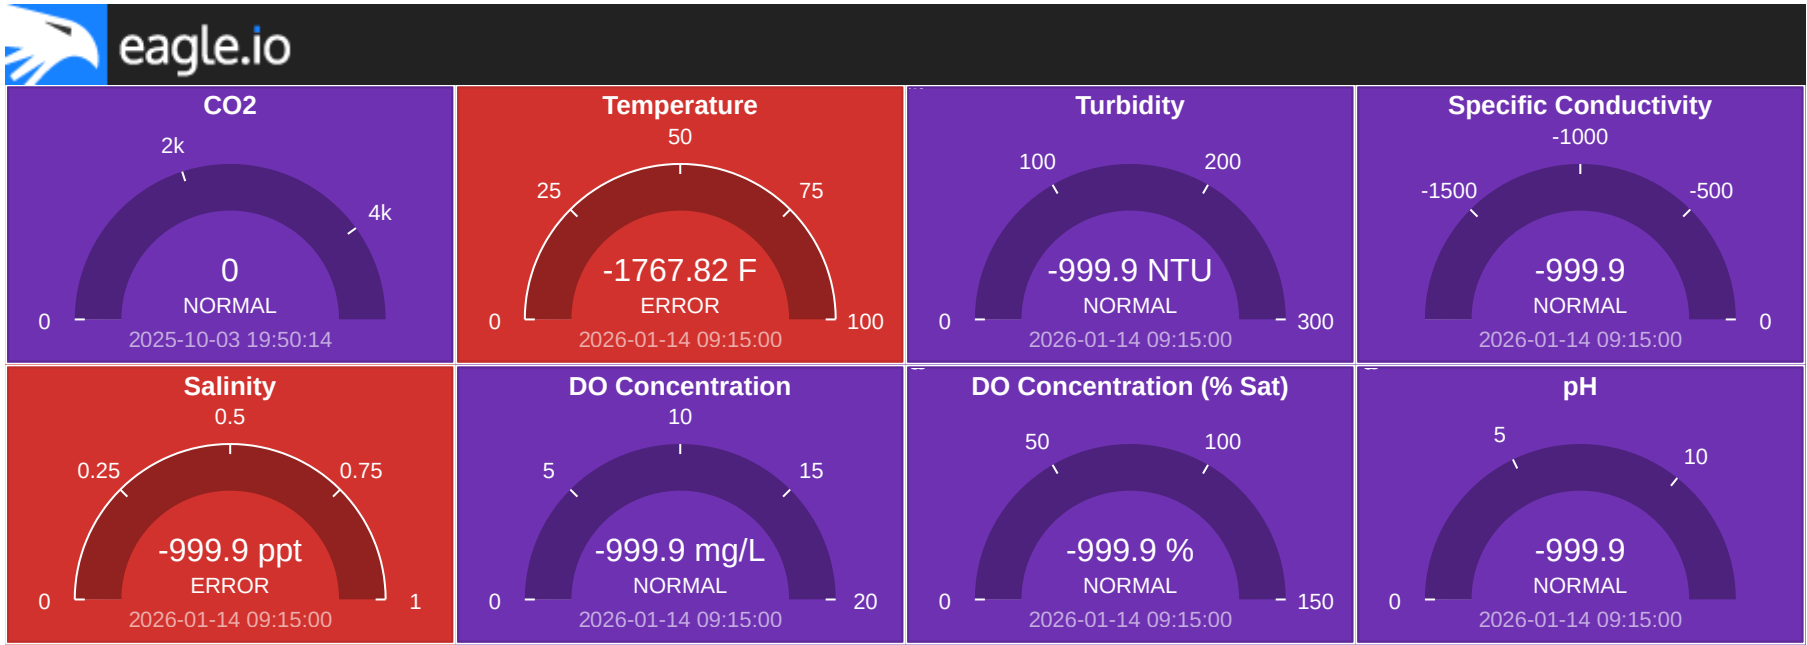 eagle.io
CO2
2k
4k
0
NORMAL
0
2025-10-03 19:50:14
Temperature
50
25
75
-1767.82 F
ERROR
0
100
2026-01-14 09:15:00
Turbidity
100
200
-999.9 NTU
NORMAL
0
300
2026-01-14 09:15:00
Specific Conductivity
-1000
-1500
-500
-999.9
NORMAL
0
2026-01-14 09:15:00
Salinity
0.5
0.25
0.75
-999.9 ppt
ERROR
0
1
2026-01-14 09:15:00
DO Concentration
10
5
15
-999.9 mg/L
NORMAL
0
20
2026-01-14 09:15:00
DO Concentration (% Sat)
50
100
-999.9 %
NORMAL
0
150
2026-01-14 09:15:00
pH
5
10
-999.9
NORMAL
0
2026-01-14 09:15:00